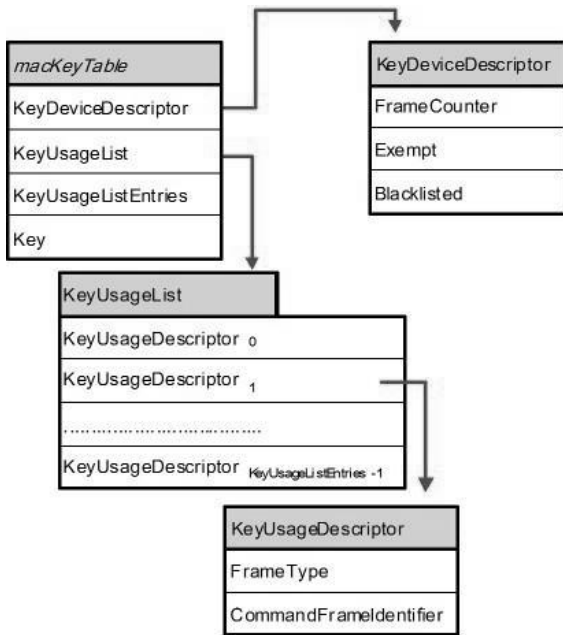 macKeyTable
KeyDeviceDescriptor
KeyUsageList
KeyUsageListEntries
Key
KeyDeviceDescriptor
FrameCounter
Exempt
Blacklisted
KeyUsageList
KeyUsageDescriptor 0
KeyUsageDescriptor 1
..................................
KeyUsageDescriptor KeyUsageListEntries -1
KeyUsageDescriptor
FrameType
CommandFrameIdentifier